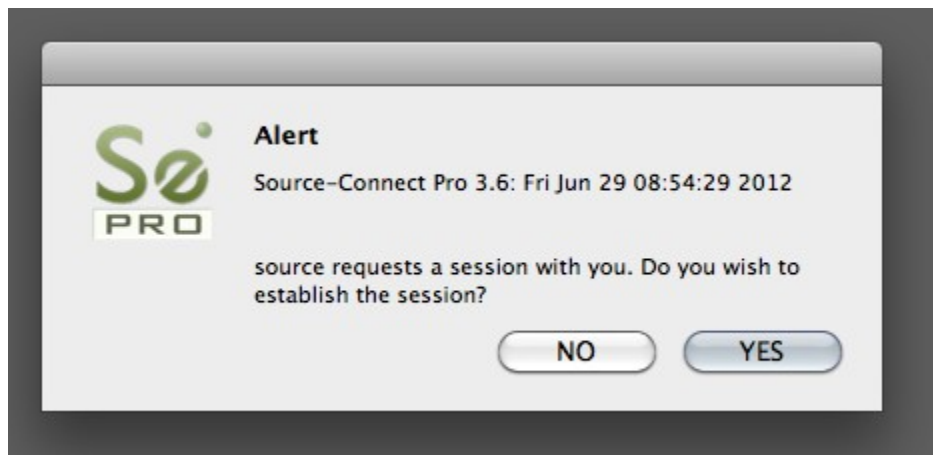 Se
PRO
Alert
Source-Connect Pro 3.6: Fri Jun 29 08:54:29 2012
source requests a session with you. Do you wish to
establish the session?
NO
YES